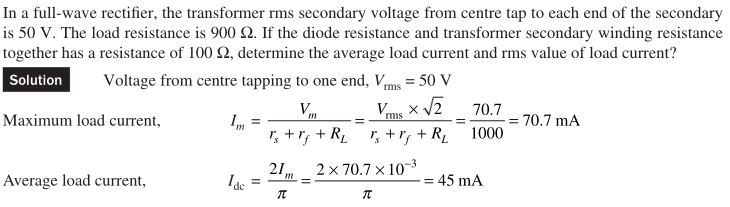 In a full-wave rectifier, the transformer rms secondary voltage from centre tap to each end of the secondary
is 50 V. The load resistance is 900 Ω. If the diode resistance and transformer secondary winding resistance
together has a resistance of 100 Ω, determine the average load current and rms value of load current?
Solution Voltage from centre tapping to one end, V_rms = 50 V
Maximum load current, I_m = V_m / (r_s + r_f + R_L) = (V_rms × √2) / (r_s + r_f + R_L) = 70.7 / 1000 = 70.7 mA
Average load current, I_dc = 2I_m / π = (2 × 70.7 × 10⁻³) / π = 45 mA